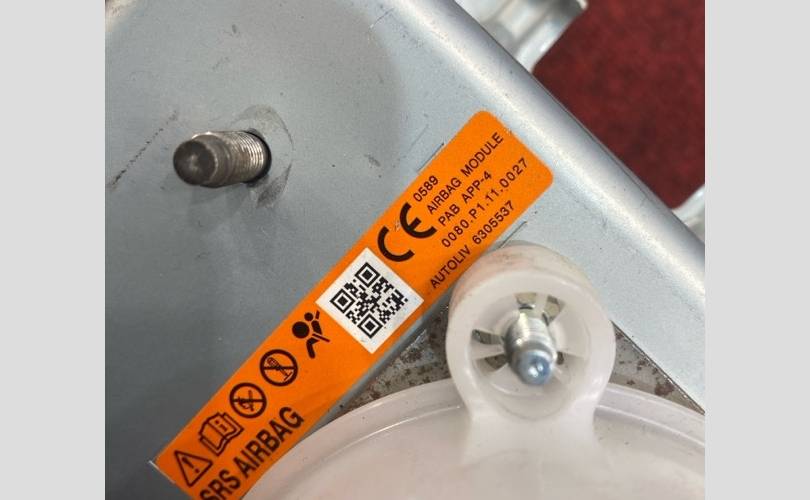 CE 0589
AIRBAG MODULE
PAB APP-4
0080.P1.11.0027
AUTOLIV 6305537
SRS AIRBAG